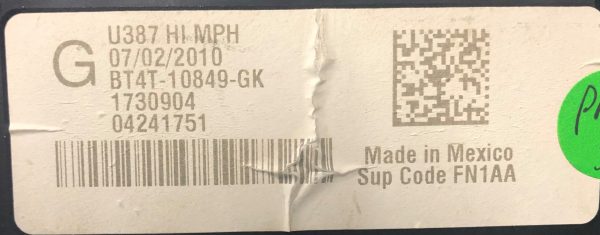 G
U387 HI MPH
07/02/2010
BT4T-10849-GK
1730904
04241751
Made in Mexico
Sup Code FN1AA